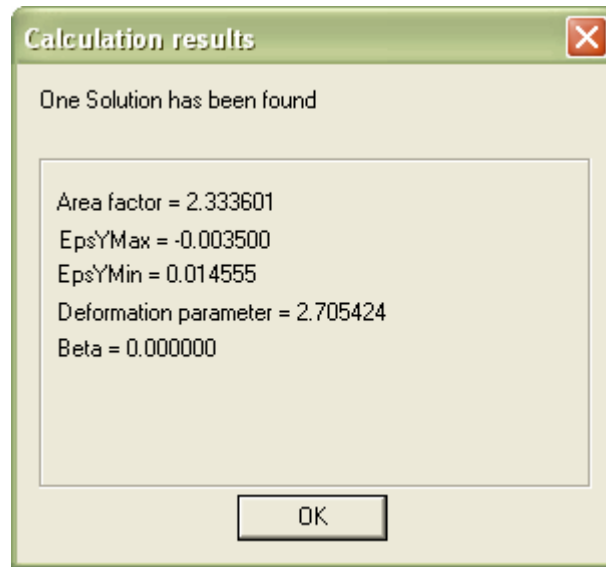 Calculation results
One Solution has been found
Area factor = 2.333601
EpsYMax = -0.003500
EpsYMin = 0.014555
Deformation parameter = 2.705424
Beta = 0.000000
OK